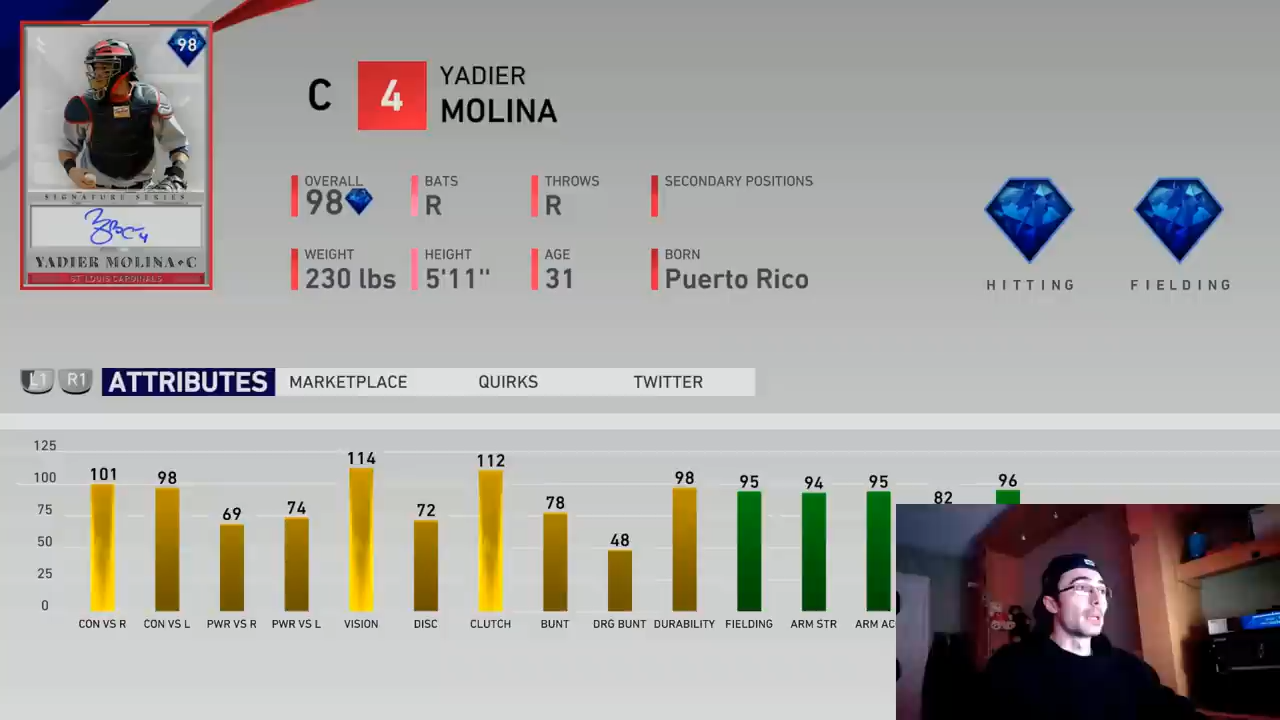 98
SIGNATURE SERIES
YADIER MOLINA • C
ST. LOUIS CARDINALS
C 4 YADIER
MOLINA
OVERALL BATS THROWS SECONDARY POSITIONS
98 R R
WEIGHT HEIGHT AGE BORN
230 lbs 5'11" 31 Puerto Rico
HITTING FIELDING
L1 R1 ATTRIBUTES MARKETPLACE QUIRKS TWITTER
125
100
75
50
25
0
101 98 69 74 114 72 112 78 48 98 95 94 95 82 96
CON VS R CON VS L PWR VS R PWR VS L VISION DISC CLUTCH BUNT DRG BUNT DURABILITY FIELDING ARM STR ARM AC